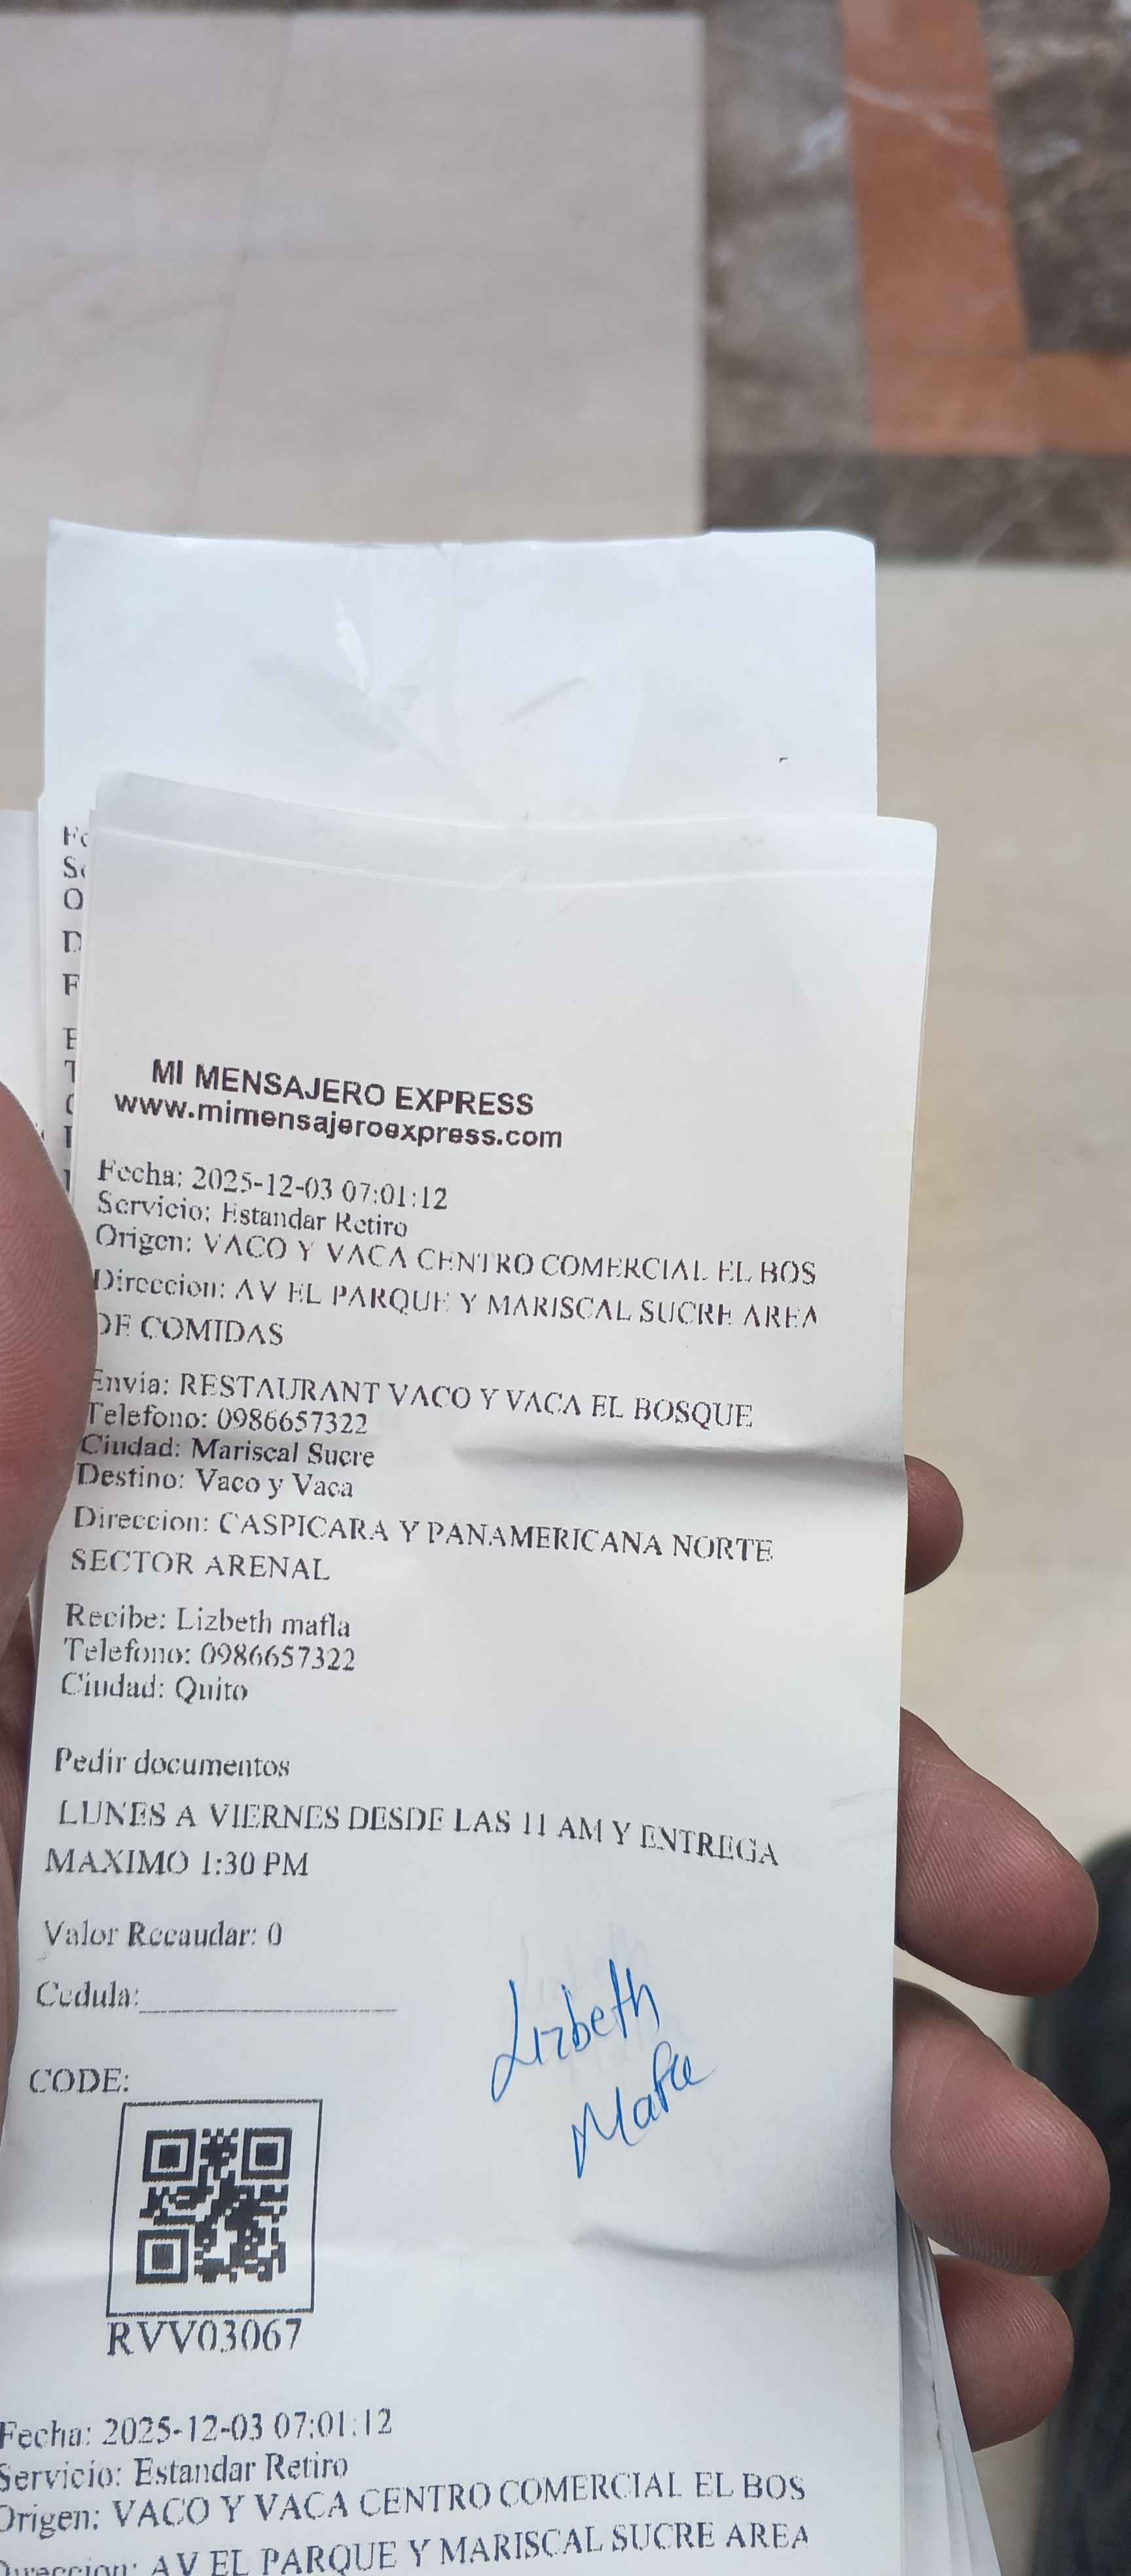 MI MENSAJERO EXPRESS
www.mimensajeroexpress.com
Fecha: 2025-12-03 07:01:12
Servicio: Estandar Retiro
Origen: VACO Y VACA CENTRO COMERCIAL EL BOS
Direccion: AV EL PARQUE Y MARISCAL SUCRE AREA
DE COMIDAS
Envia: RESTAURANT VACO Y VACA EL BOSQUE
Telefono: 0986657322
Ciudad: Mariscal Sucre
Destino: Vaco y Vaca
Direccion: CASPICARA Y PANAMERICANA NORTE
SECTOR ARENAL
Recibe: Lizbeth mafla
Telefono: 0986657322
Ciudad: Quito
Pedir documentos
LUNES A VIERNES DESDE LAS 11 AM Y ENTREGA
MAXIMO 1:30 PM
Valor Recaudar: 0
Cedula:
Lizbeth
Mafla
CODE:
RVV03067
Fecha: 2025-12-03 07:01:12
Servicio: Estandar Retiro
Origen: VACO Y VACA CENTRO COMERCIAL EL BOS
Direccion: AV EL PARQUE Y MARISCAL SUCRE AREA